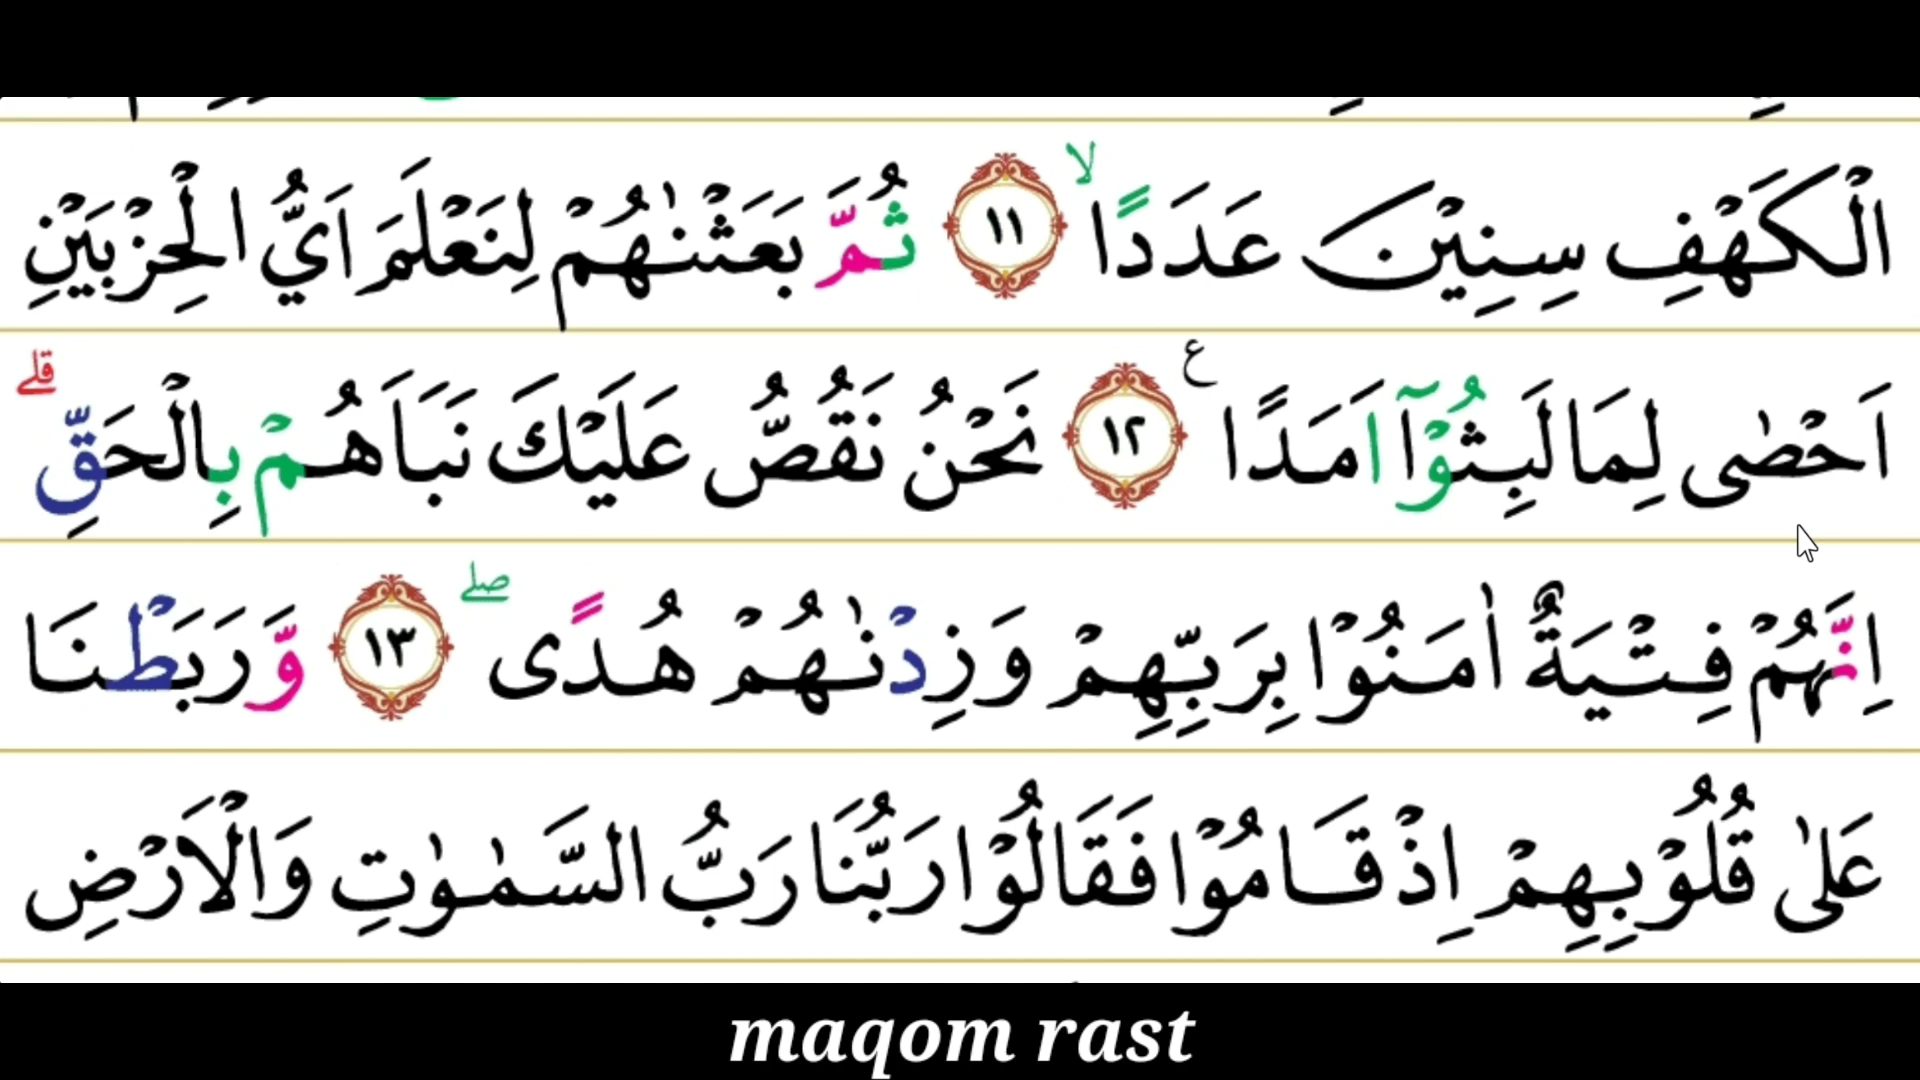 الْكَهْفِ سِنِيْنَ عَدَدًا ۙ ١١ ثُمَّ بَعَثْنٰهُمْ لِنَعْلَمَ اَيُّ الْحِزْبَيْنِ
اَحْصٰى لِمَا لَبِثُوْٓا اَمَدًا ࣖ ١٢ نَحْنُ نَقُصُّ عَلَيْكَ نَبَاَهُمْ بِالْحَقِّ ۗ
اِنَّهُمْ فِتْيَةٌ اٰمَنُوْا بِرَبِّهِمْ وَزِدْنٰهُمْ هُدًى ۖ ١٣ وَّرَبَطْنَا
عَلٰى قُلُوْبِهِمْ اِذْ قَامُوْا فَقَالُوْا رَبُّنَا رَبُّ السَّمٰوٰتِ وَالْاَرْضِ
maqom rast